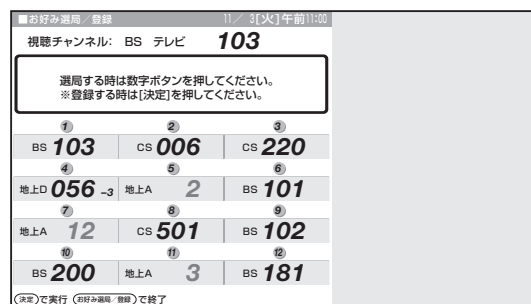 ■お好み選局／登録 11／ 3[火]午前11:00
視聴チャンネル: BS テレビ 103
選局する時は数字ボタンを押してください。
※登録する時は[決定]を押してください。
1 2 3
BS 103 CS 006 CS 220
4 5 6
地上D 056 -3 地上A 2 BS 101
7 8 9
地上A 12 CS 501 BS 102
10 11 12
BS 200 地上A 3 BS 181
決定で実行 お好み選局／登録で終了